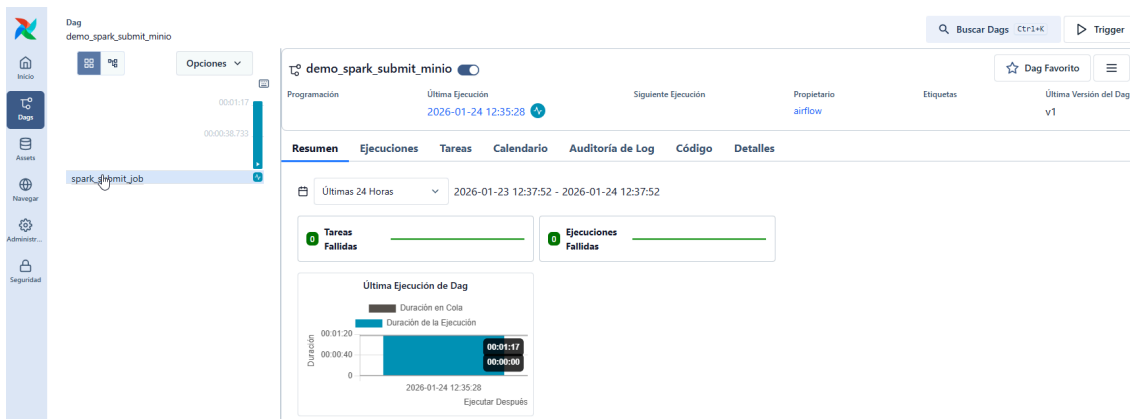 Dag
demo_spark_submit_minio
Buscar Dags Ctrl+K
Trigger
Inicio
Dags
Assets
Navegar
Administr...
Seguridad
Opciones
00:01:17
00:00:38.733
spark_submit_job
demo_spark_submit_minio
Dag Favorito
Programación
Última Ejecución
Siguiente Ejecución
Propietario
Etiquetas
Última Versión del Dag
2026-01-24 12:35:28
airflow
v1
Resumen Ejecuciones Tareas Calendario Auditoría de Log Código Detalles
Últimas 24 Horas 2026-01-23 12:37:52 - 2026-01-24 12:37:52
0 Tareas
Fallidas
0 Ejecuciones
Fallidas
Última Ejecución de Dag
Duración en Cola
Duración de la Ejecución
Duración
00:01:20
00:00:40
0
00:01:17
00:00:00
2026-01-24 12:35:28
Ejecutar Después